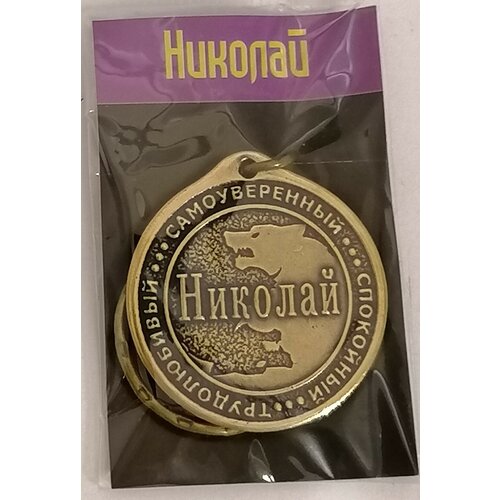 Николай
САМОУВЕРЕННЫЙ
СПОКОЙНЫЙ
ТРУДОЛЮБИВЫЙ
Николай